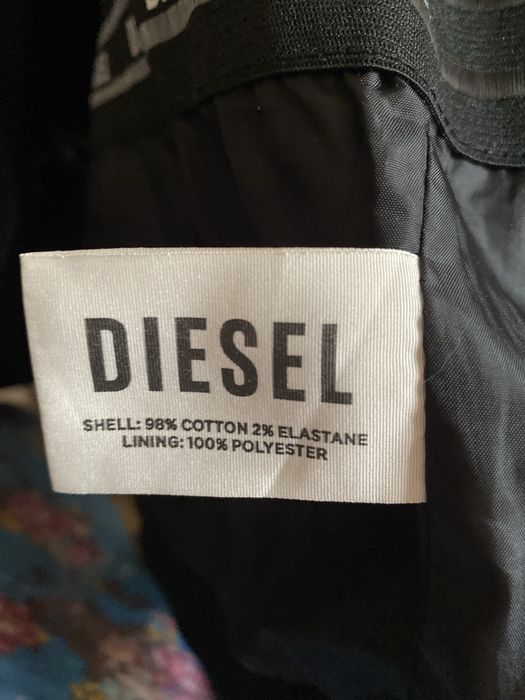 DIESEL
SHELL: 98% COTTON 2% ELASTANE
LINING: 100% POLYESTER